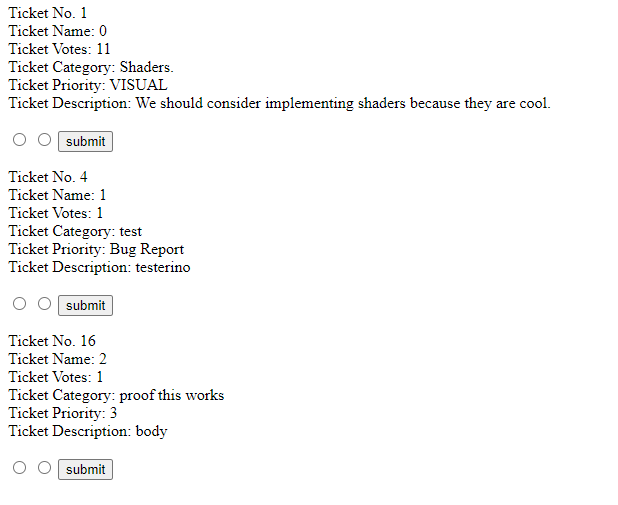 Ticket No. 1
Ticket Name: 0
Ticket Votes: 11
Ticket Category: Shaders.
Ticket Priority: VISUAL
Ticket Description: We should consider implementing shaders because they are cool.
submit
Ticket No. 4
Ticket Name: 1
Ticket Votes: 1
Ticket Category: test
Ticket Priority: Bug Report
Ticket Description: testerino
submit
Ticket No. 16
Ticket Name: 2
Ticket Votes: 1
Ticket Category: proof this works
Ticket Priority: 3
Ticket Description: body
submit